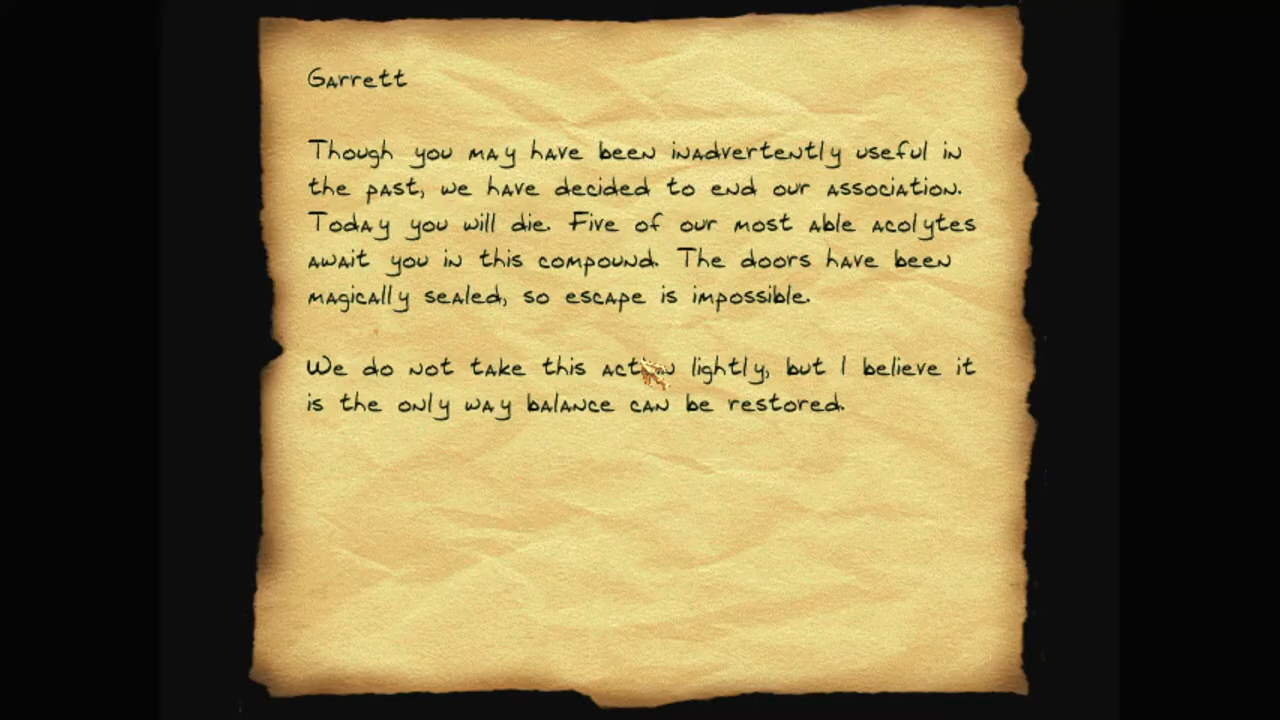 Garrett
Though you may have been inadvertently useful in
the past, we have decided to end our association.
Today you will die. Five of our most able acolytes
await you in this compound. The doors have been
magically sealed, so escape is impossible.
We do not take this action lightly, but I believe it
is the only way balance can be restored.